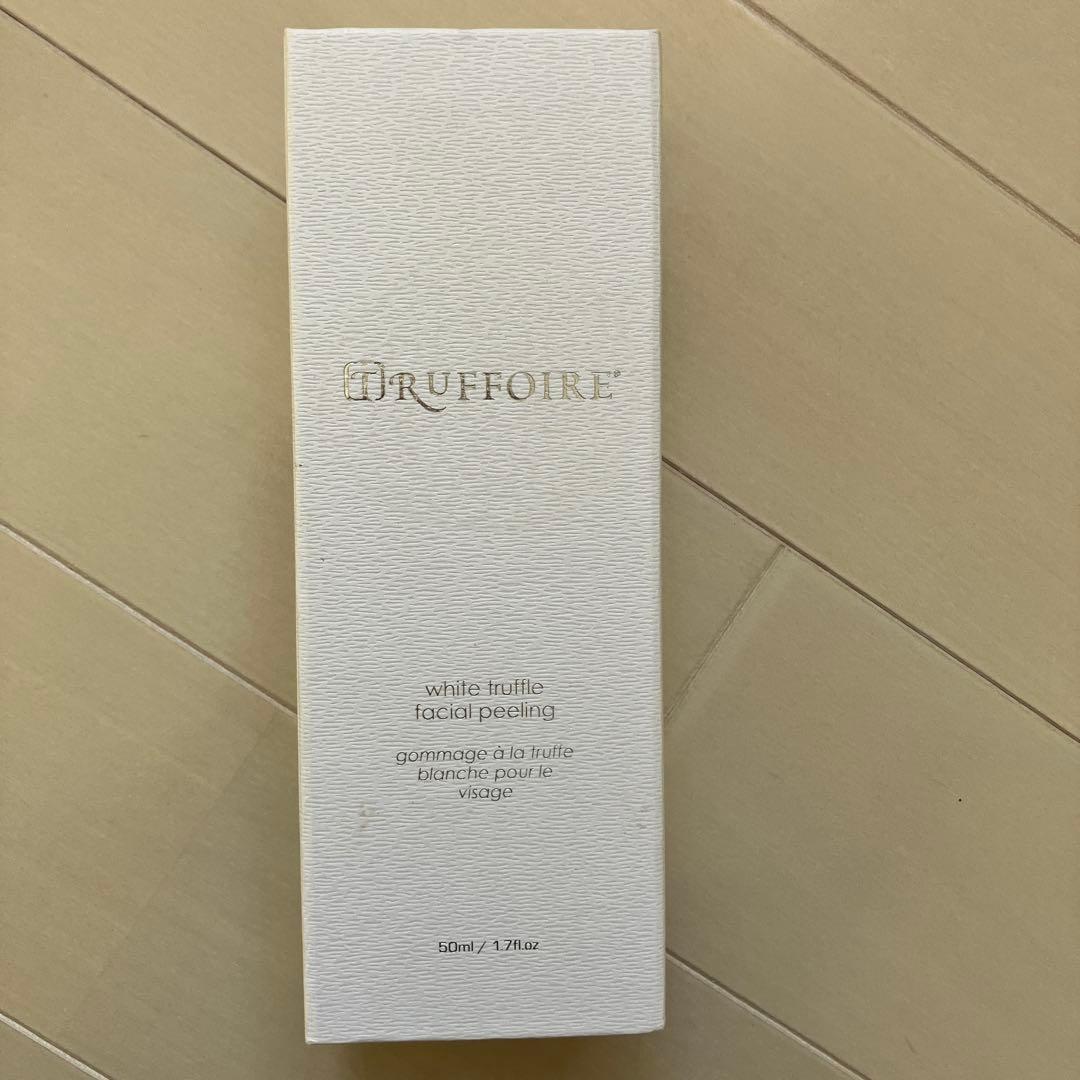 TRUFFOIRE®
white truffle
facial peeling
gommage à la truffe
blanche pour le
visage
50ml / 1.7fl.oz